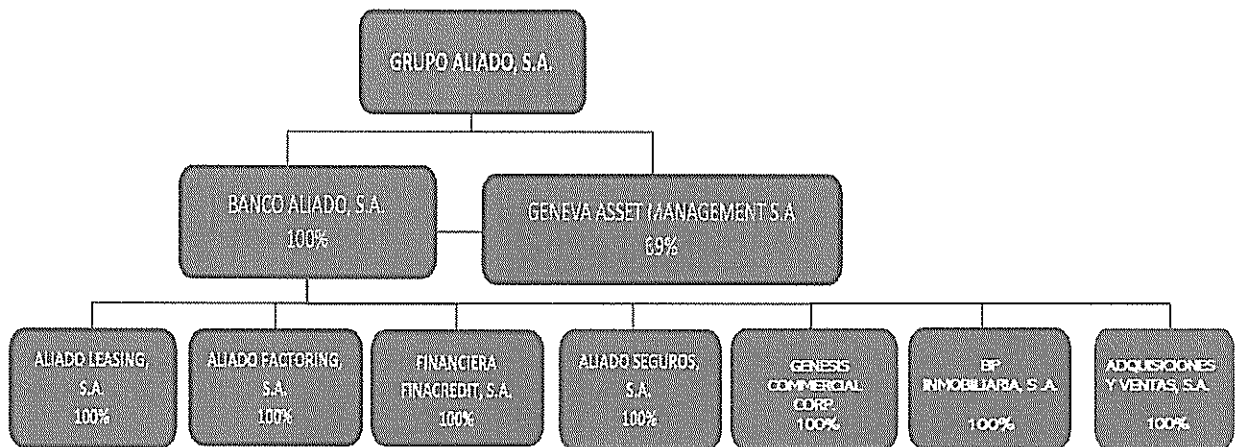 GRUPO ALIADO, S.A.
BANCO ALIADO, S.A.
100%
GENEVA ASSET MANAGEMENT S.A
69%
ALIADO LEASING,
S.A.
100%
ALIADO FACTORING,
S.A.
100%
FINANCIERA
FINACREDIT, S.A.
100%
ALIADO SEGUROS,
S.A.
100%
GENESIS
COMMERCIAL
CORP.
100%
BP
INMOBILIARIA, S.A.
100%
ADQUISICIONES
Y VENTAS, S.A.
100%